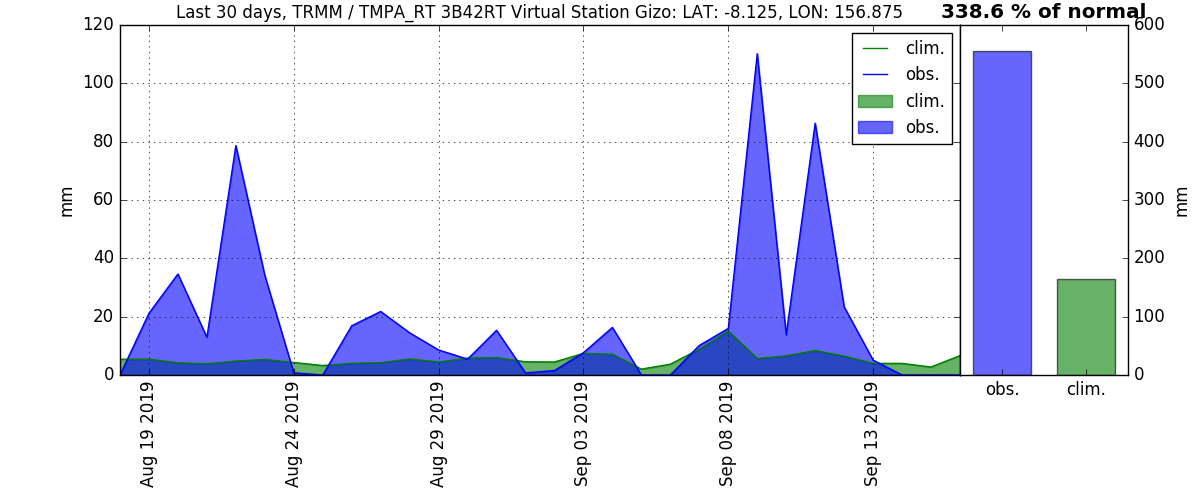 Last 30 days, TRMM / TMPA_RT 3B42RT Virtual Station Gizo: LAT: -8.125, LON: 156.875
338.6 % of normal
120
100
80
60
40
20
0
mm
clim.
obs.
clim.
obs.
600
500
400
300
200
100
0
mm
Aug 19 2019
Aug 24 2019
Aug 29 2019
Sep 03 2019
Sep 08 2019
Sep 13 2019
obs.
clim.